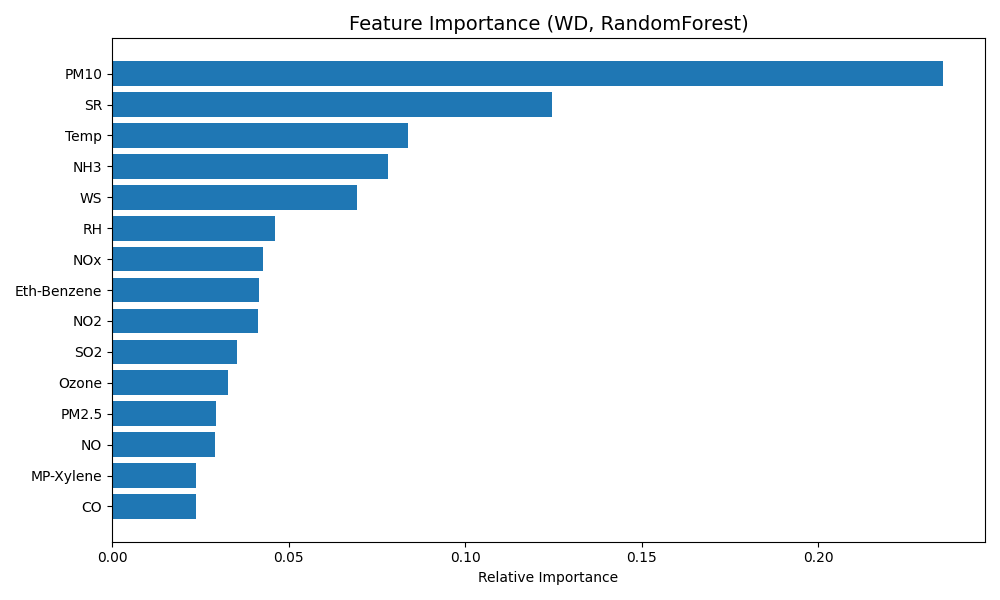 Feature Importance (WD, RandomForest)
PM10
SR
Temp
NH3
WS
RH
NOx
Eth-Benzene
NO2
SO2
Ozone
PM2.5
NO
MP-Xylene
CO
0.00 0.05 0.10 0.15 0.20
Relative Importance